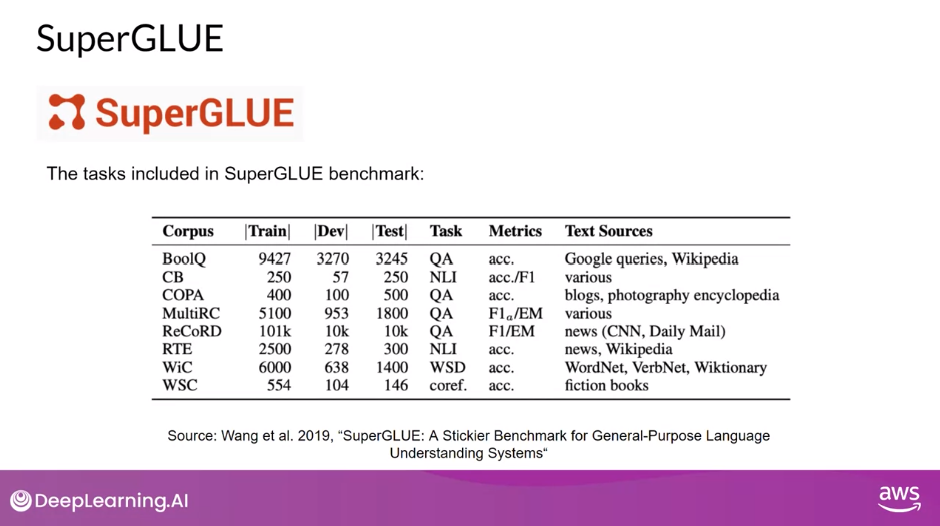 SuperGLUE
SuperGLUE
The tasks included in SuperGLUE benchmark:
Corpus |Train| |Dev| |Test| Task Metrics Text Sources
BoolQ 9427 3270 3245 QA acc. Google queries, Wikipedia
CB 250 57 250 NLI acc./F1 various
COPA 400 100 500 QA acc. blogs, photography encyclopedia
MultiRC 5100 953 1800 QA F1ₐ/EM various
ReCoRD 101k 10k 10k QA F1/EM news (CNN, Daily Mail)
RTE 2500 278 300 NLI acc. news, Wikipedia
WiC 6000 638 1400 WSD acc. WordNet, VerbNet, Wiktionary
WSC 554 104 146 coref. acc. fiction books
Source: Wang et al. 2019, “SuperGLUE: A Stickier Benchmark for General-Purpose Language
Understanding Systems“
DeepLearning.AI
aws